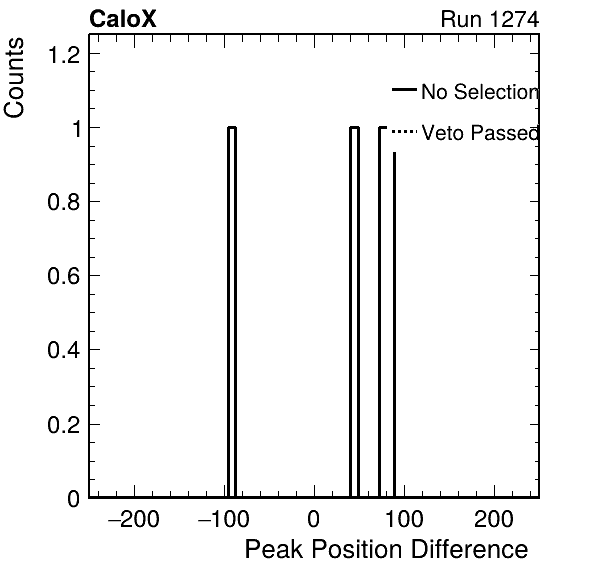 CaloX Run 1274
Counts
1.2
1
0.8
0.6
0.4
0.2
0
No Selection
Veto Passed
−200 −100 0 100 200
Peak Position Difference